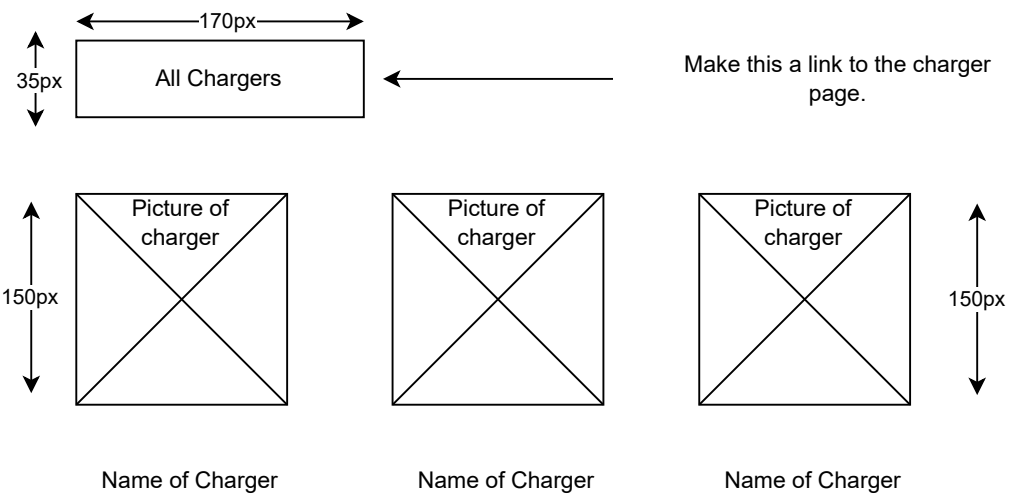 170px
35px
All Chargers
Make this a link to the charger
page.
Picture of
charger
Picture of
charger
Picture of
charger
150px
150px
Name of Charger
Name of Charger
Name of Charger